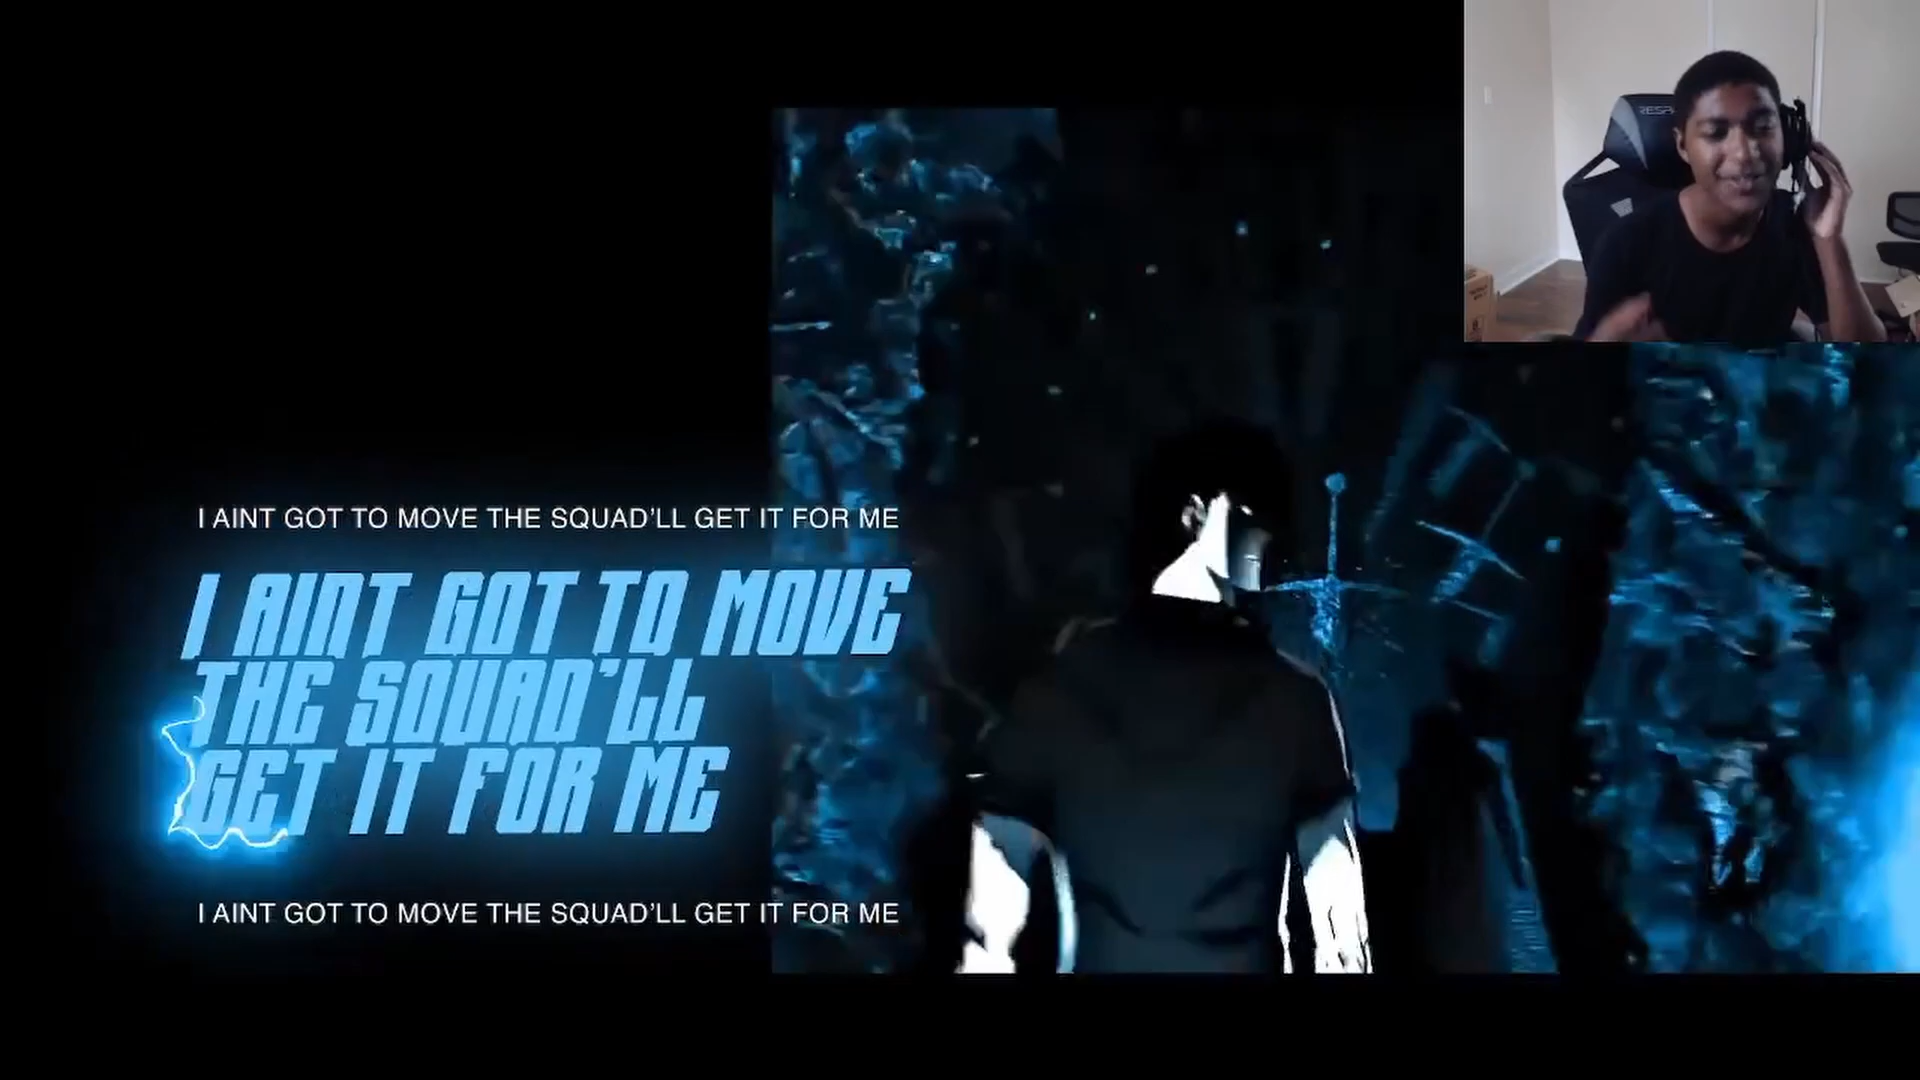 RESP
I AINT GOT TO MOVE THE SQUAD'LL GET IT FOR ME
I AINT GOT TO MOVE
THE SQUAD'LL
GET IT FOR ME
I AINT GOT TO MOVE THE SQUAD'LL GET IT FOR ME